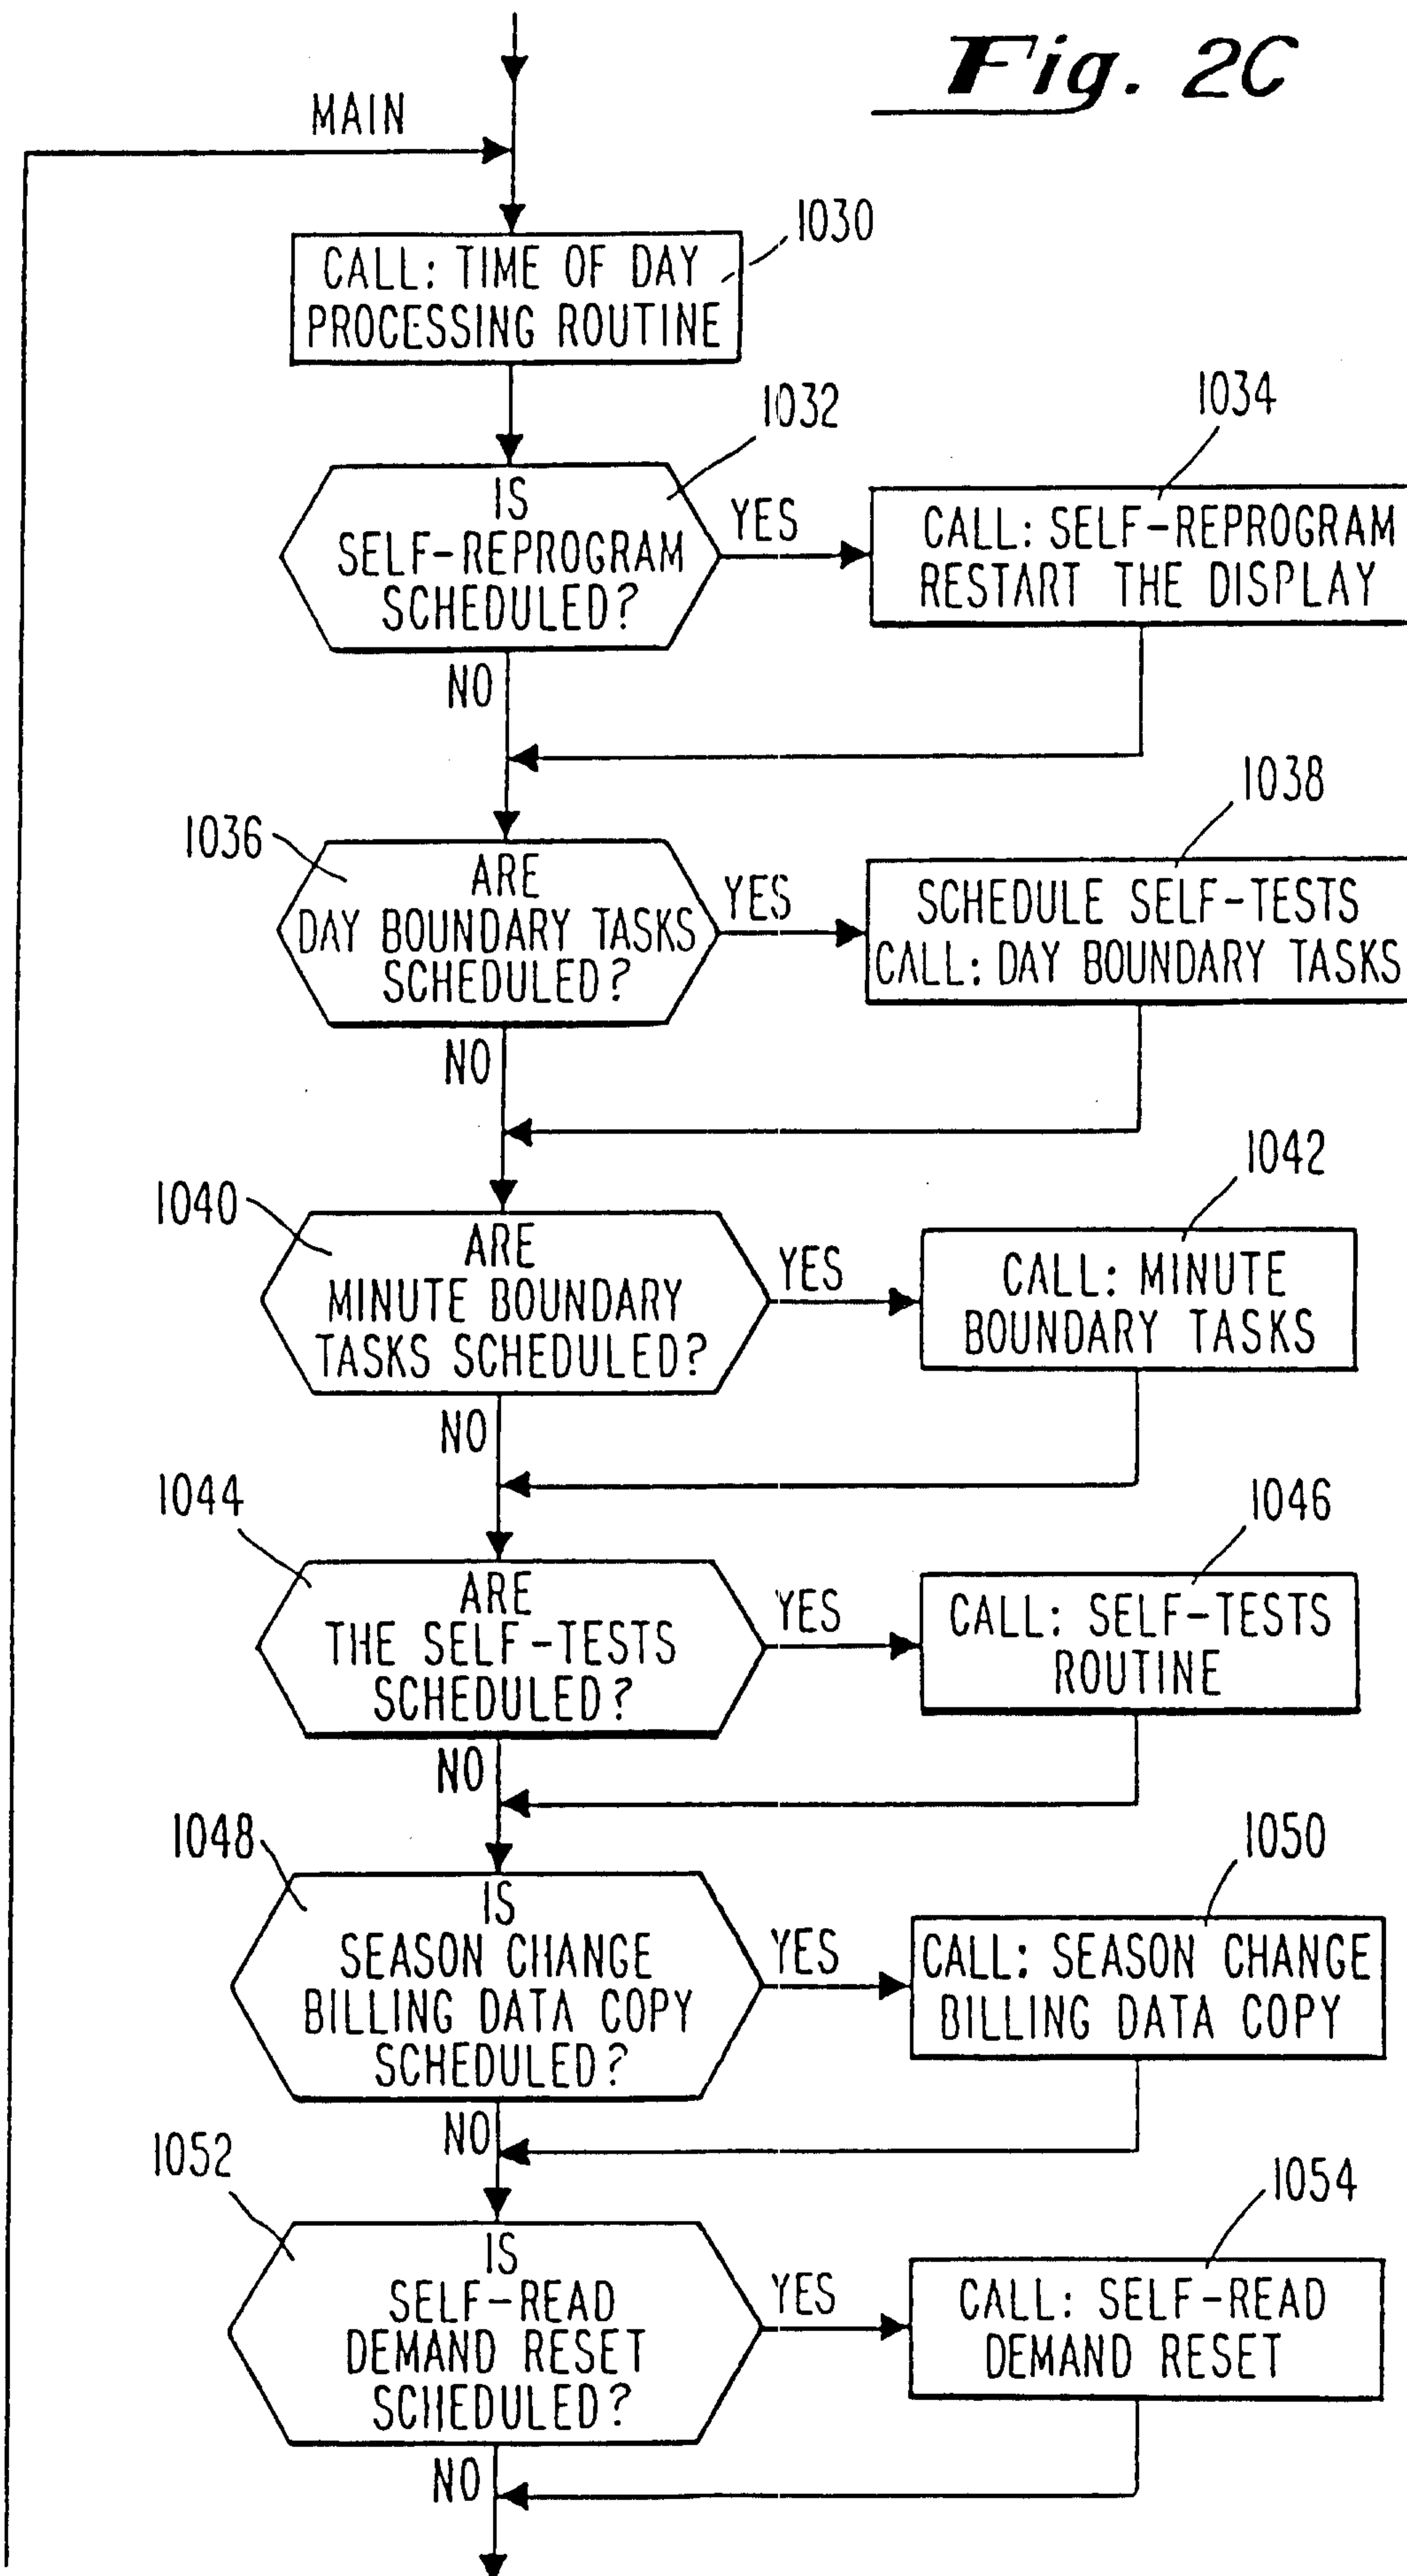 Fig. 2C
MAIN
1030
CALL: TIME OF DAY
PROCESSING ROUTINE
1032
IS
SELF-REPROGRAM
SCHEDULED?
YES
NO
1034
CALL: SELF-REPROGRAM
RESTART THE DISPLAY
1036
ARE
DAY BOUNDARY TASKS
SCHEDULED?
YES
NO
1038
SCHEDULE SELF-TESTS
CALL: DAY BOUNDARY TASKS
1040
ARE
MINUTE BOUNDARY
TASKS SCHEDULED?
YES
NO
1042
CALL: MINUTE
BOUNDARY TASKS
1044
ARE
THE SELF-TESTS
SCHEDULED?
YES
NO
1046
CALL: SELF-TESTS
ROUTINE
1048
IS
SEASON CHANGE
BILLING DATA COPY
SCHEDULED?
YES
NO
1050
CALL: SEASON CHANGE
BILLING DATA COPY
1052
IS
SELF-READ
DEMAND RESET
SCHEDULED?
YES
NO
1054
CALL: SELF-READ
DEMAND RESET